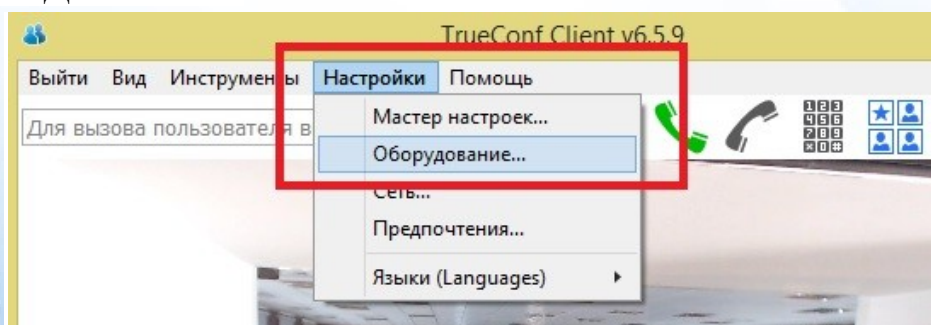 TrueConf Client v6.5.9
Выйти Вид Инструменты Настройки Помощь
Для вызова пользователя в
Мастер настроек...
Оборудование...
Сеть...
Предпочтения...
Языки (Languages)